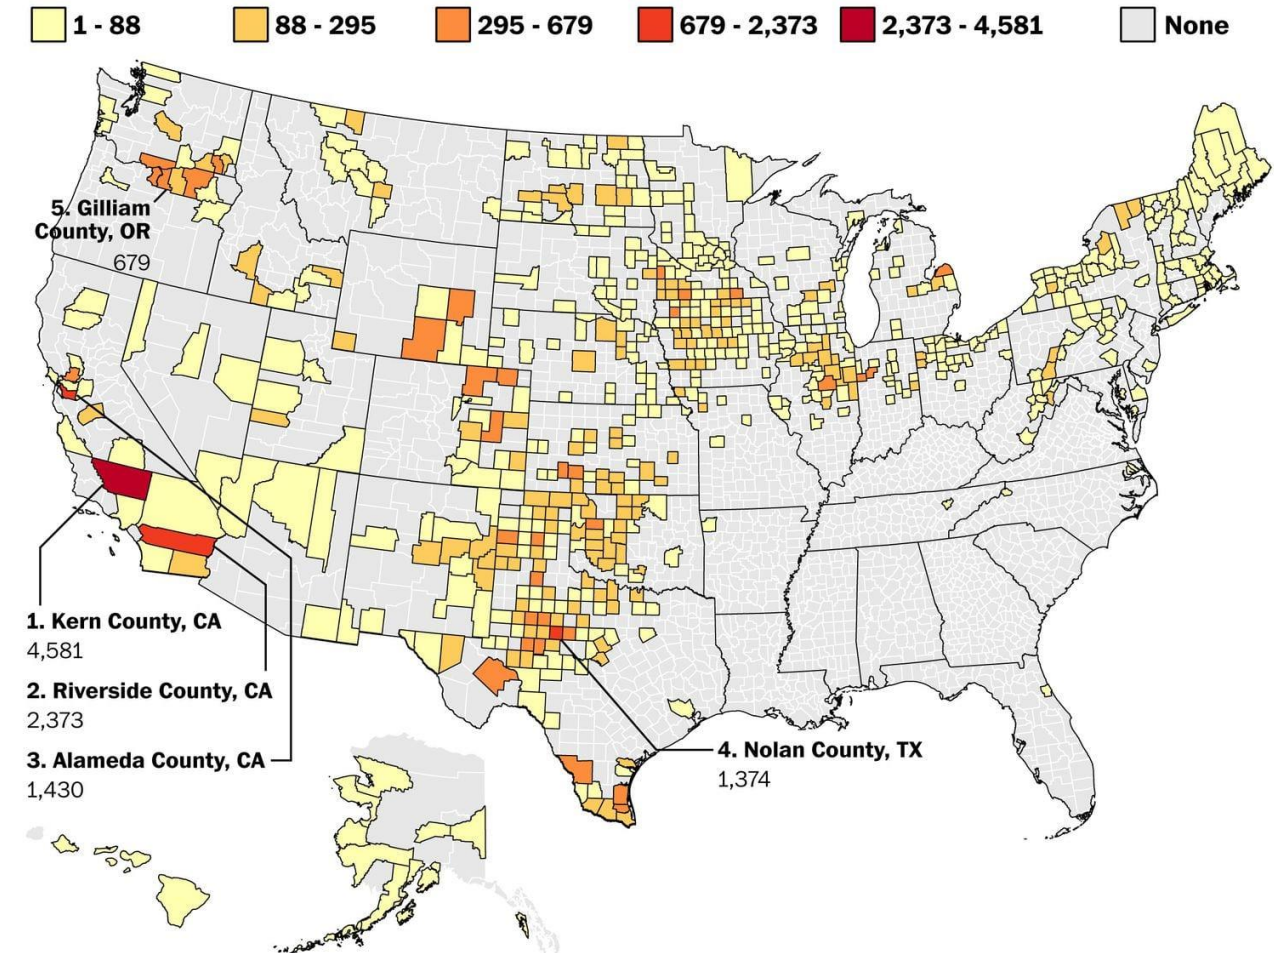 1 - 88
88 - 295
295 - 679
679 - 2,373
2,373 - 4,581
None
5. Gilliam
County, OR
679
1. Kern County, CA
4,581
2. Riverside County, CA
2,373
3. Alameda County, CA
1,430
4. Nolan County, TX
1,374